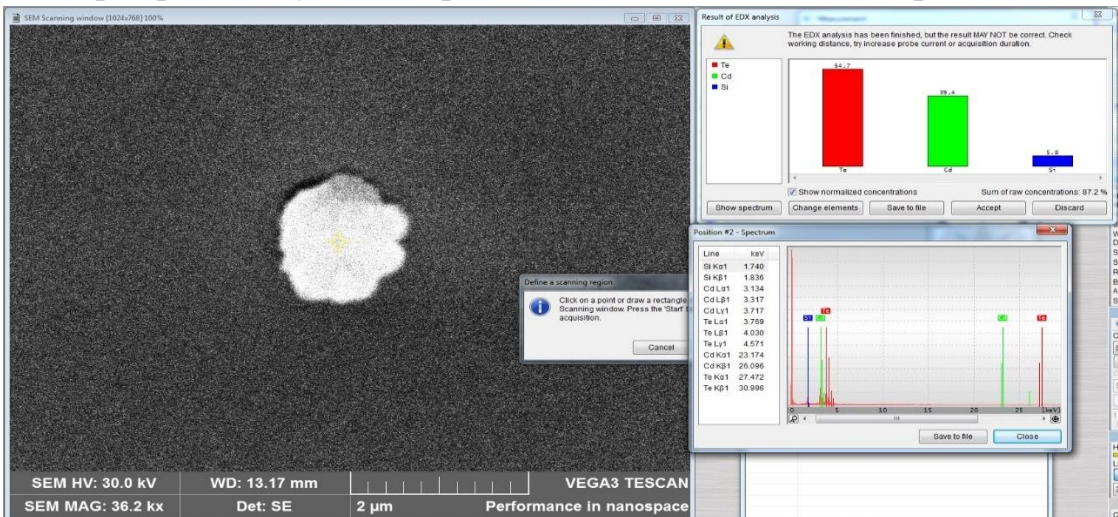 SEM Scanning window [1024x768] 100%
SEM HV: 30.0 kV
WD: 13.17 mm
VEGA3 TESCAN
SEM MAG: 36.2 kx
Det: SE
2 µm
Performance in nanospace
Define a scanning region
Click on a point or draw a rectangle
Scanning window. Press the 'Start'
acquisition.
Cancel
Result of EDX analysis
The EDX analysis has been finished, but the result MAY NOT be correct. Check
working distance, try increase probe current or acquisition duration.
Te
Cd
Si
54.7
39.4
5.8
Te
Cd
Si
Show normalized concentrations
Sum of raw concentrations: 87.2 %
Show spectrum
Change elements
Save to file
Accept
Discard
Position #2 - Spectrum
Line keV
Si Kα1 1.740
Si Kβ1 1.836
Cd Lα1 3.134
Cd Lβ1 3.317
Cd Lγ1 3.717
Te Lα1 3.769
Te Lβ1 4.030
Te Lγ1 4.571
Cd Kα1 23.174
Cd Kβ1 26.096
Te Kα1 27.472
Te Kβ1 30.996
Te
Si Cd
Cd Te
0 5 10 15 20 25 [keV]
Save to file
Close